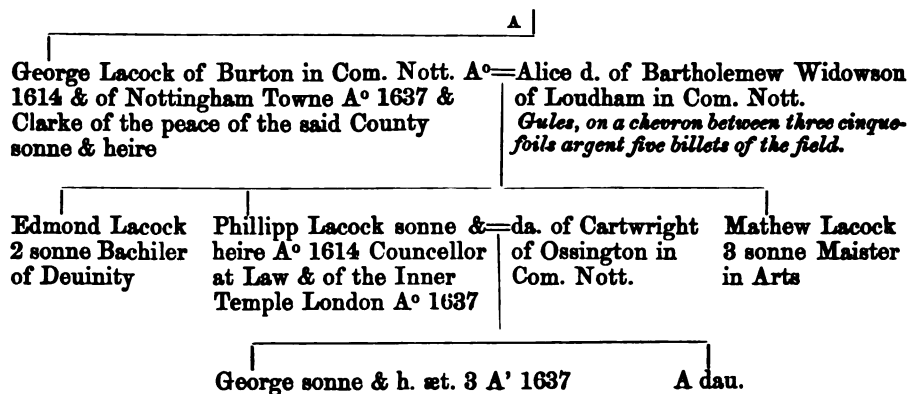 A
George Lacock of Burton in Com. Nott. Aº=Alice d. of Bartholemew Widowson
1614 & of Nottingham Towne Aº 1637 &
of Loudham in Com. Nott.
Clarke of the peace of the said County
Gules, on a chevron between three cinque-
sonne & heire
foils argent five billets of the field.
Edmond Lacock
2 sonne Bachiler
of Deuinity
Phillipp Lacock sonne &=da. of Cartwright
heire Aº 1614 Councellor
of Ossington in
at Law & of the Inner
Com. Nott.
Temple London Aº 1637
Mathew Lacock
3 sonne Maister
in Arts
George sonne & h. æt. 3 A' 1637
A dau.